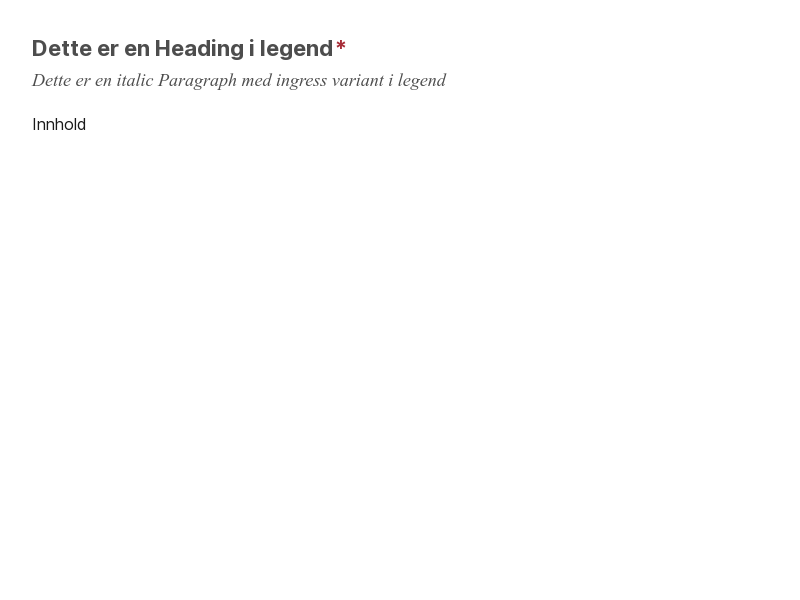 Dette er en Heading i legend*
Dette er en italic Paragraph med ingress variant i legend
Innhold